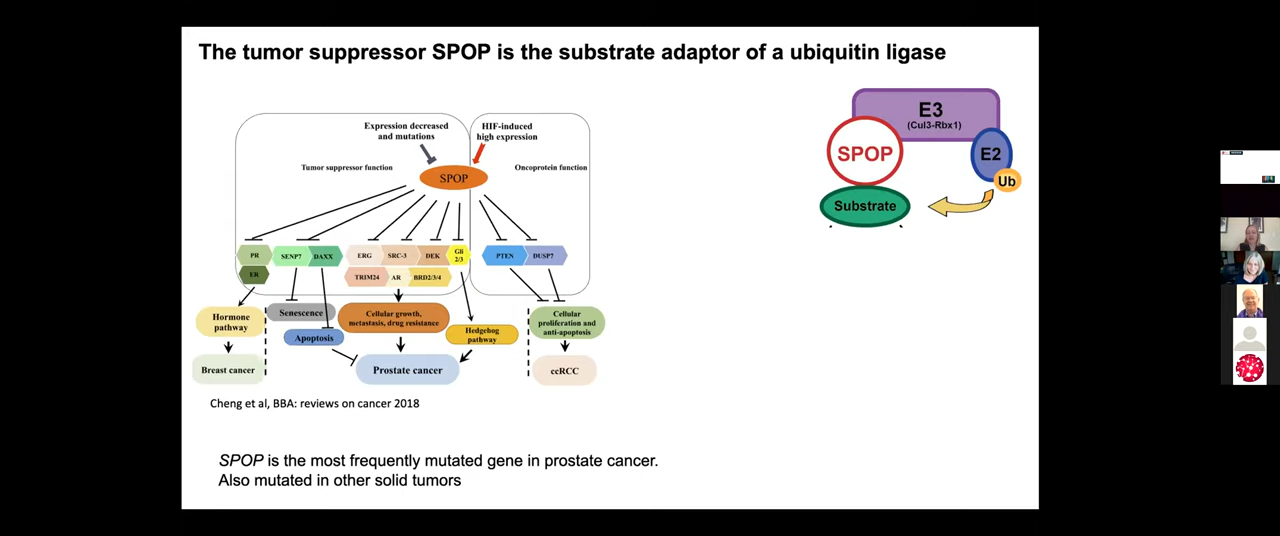 The tumor suppressor SPOP is the substrate adaptor of a ubiquitin ligase
Expression decreased
and mutations
HIF-induced
high expression
Tumor suppressor function
Oncoprotein function
SPOP
PR
SENP7
DAXX
ERG
SRC-3
DEK
Gli
2/3
PTEN
DUSP7
ER
TRIM24
AR
BRD2/3/4
Hormone
pathway
Senescence
Apoptosis
Cellular growth,
metastasis, drug resistance
Hedgehog
pathway
Cellular
proliferation and
anti-apoptosis
Breast cancer
Prostate cancer
ccRCC
Cheng et al, BBA: reviews on cancer 2018
E3
(Cul3-Rbx1)
SPOP
E2
Ub
Substrate
SPOP is the most frequently mutated gene in prostate cancer.
Also mutated in other solid tumors